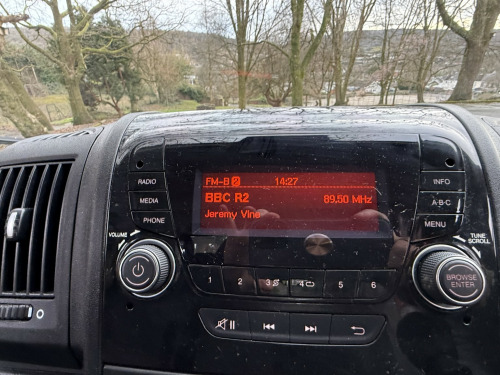 FM-B 2 14:27
BBC R2 89,50 MHz
Jeremy Vine
RADIO
MEDIA
PHONE
INFO
A·B·C
MENU
VOLUME
TUNE
SCROLL
BROWSE
ENTER
1 2 3 4 5 6